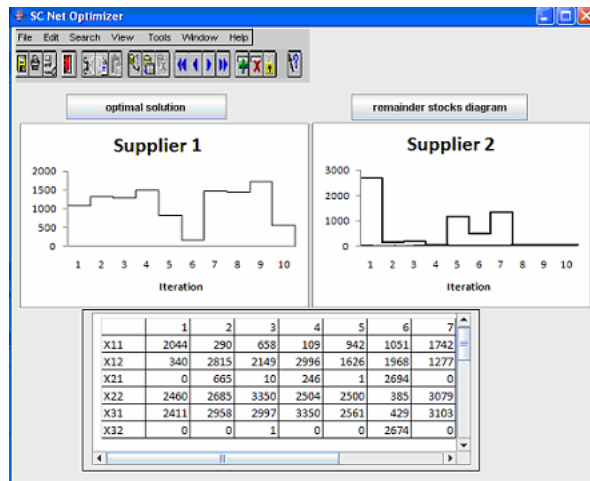 SC Net Optimizer
File Edit Search View Tools Window Help
optimal solution
remainder stocks diagram
Supplier 1
2000
1500
1000
500
0
1 2 3 4 5 6 7 8 9 10
Iteration
Supplier 2
3000
2000
1000
0
1 2 3 4 5 6 7 8 9 10
Iteration
1 2 3 4 5 6 7
X11 2044 290 658 109 942 1051 1742
X12 340 2815 2149 2996 1626 1968 1277
X21 0 665 10 246 1 2694 0
X22 2460 2685 3350 2504 2500 385 3079
X31 2411 2958 2997 3350 2561 429 3103
X32 0 0 1 0 0 2674 0